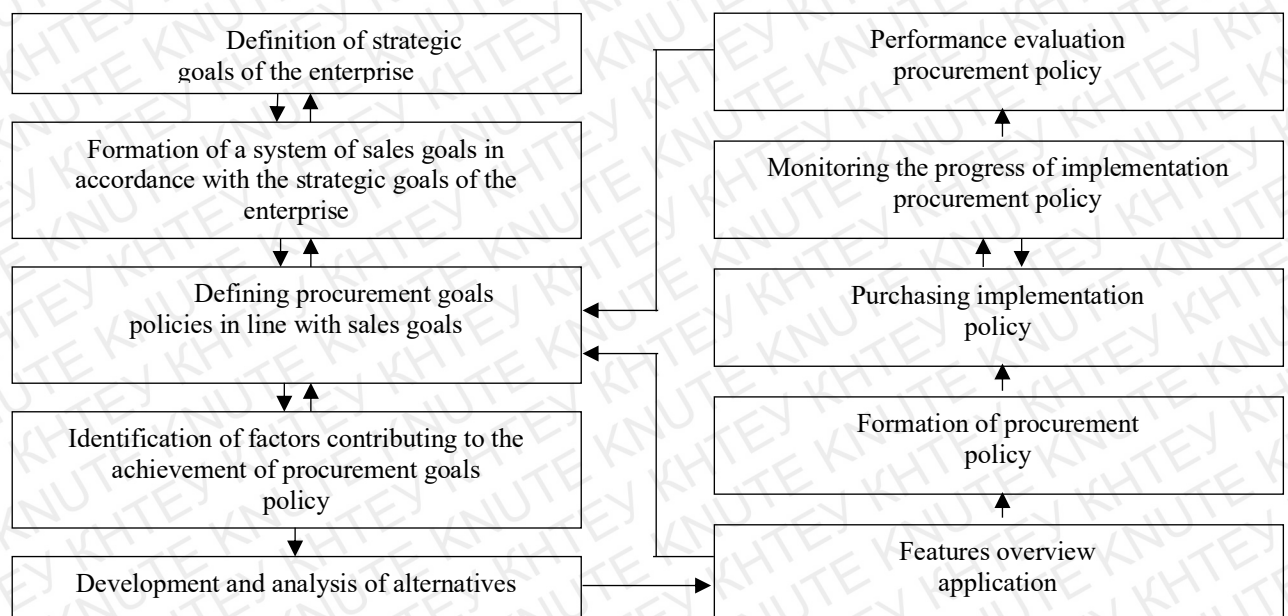 Definition of strategic
goals of the enterprise
Formation of a system of sales goals in
accordance with the strategic goals of the
enterprise
Defining procurement goals
policies in line with sales goals
Identification of factors contributing to the
achievement of procurement goals
policy
Development and analysis of alternatives
Performance evaluation
procurement policy
Monitoring the progress of implementation
procurement policy
Purchasing implementation
policy
Formation of procurement
policy
Features overview
application
KHTEY KNUTE